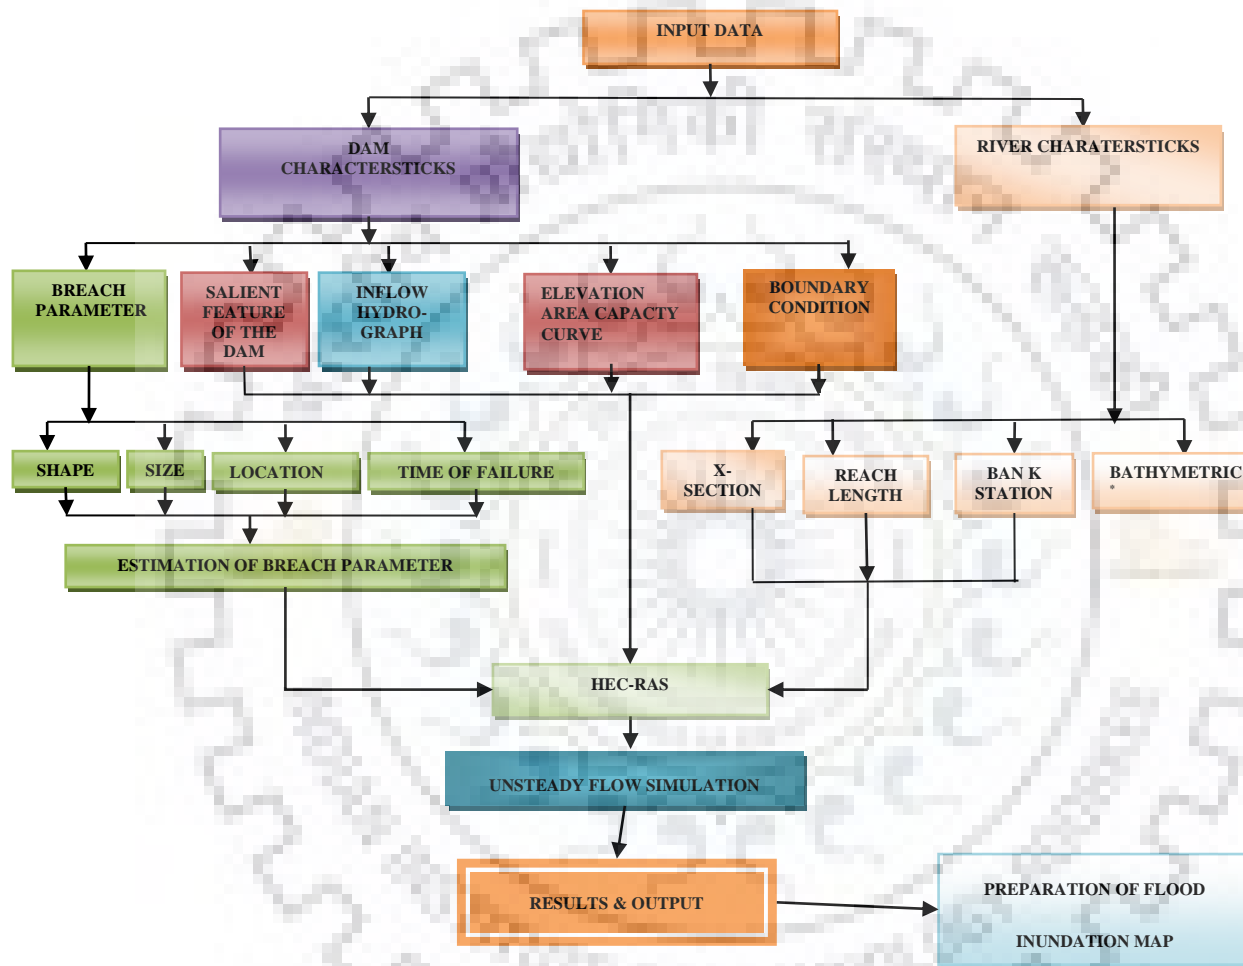 INPUT DATA
DAM
CHARACTERSTICKS
RIVER CHARATERSTICKS
BREACH
PARAMETER
SALIENT
FEATURE
OF THE
DAM
INFLOW
HYDRO-
GRAPH
ELEVATION
AREA CAPACTY
CURVE
BOUNDARY
CONDITION
SHAPE
SIZE
LOCATION
TIME OF FAILURE
X-
SECTION
REACH
LENGTH
BAN K
STATION
BATHYMETRIC
*
ESTIMATION OF BREACH PARAMETER
HEC-RAS
UNSTEADY FLOW SIMULATION
RESULTS & OUTPUT
PREPARATION OF FLOOD
INUNDATION MAP